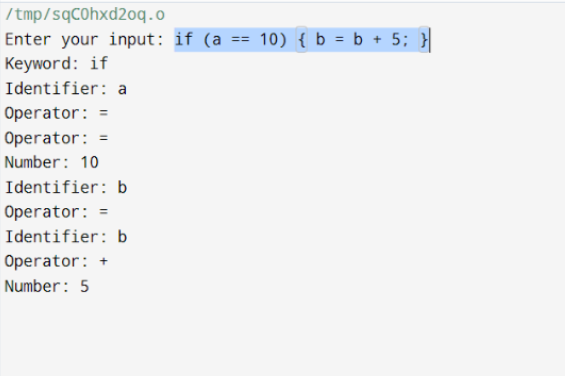 /tmp/sqC0hxd2oq.o
Enter your input: if (a == 10) { b = b + 5; }
Keyword: if
Identifier: a
Operator: =
Operator: =
Number: 10
Identifier: b
Operator: =
Identifier: b
Operator: +
Number: 5